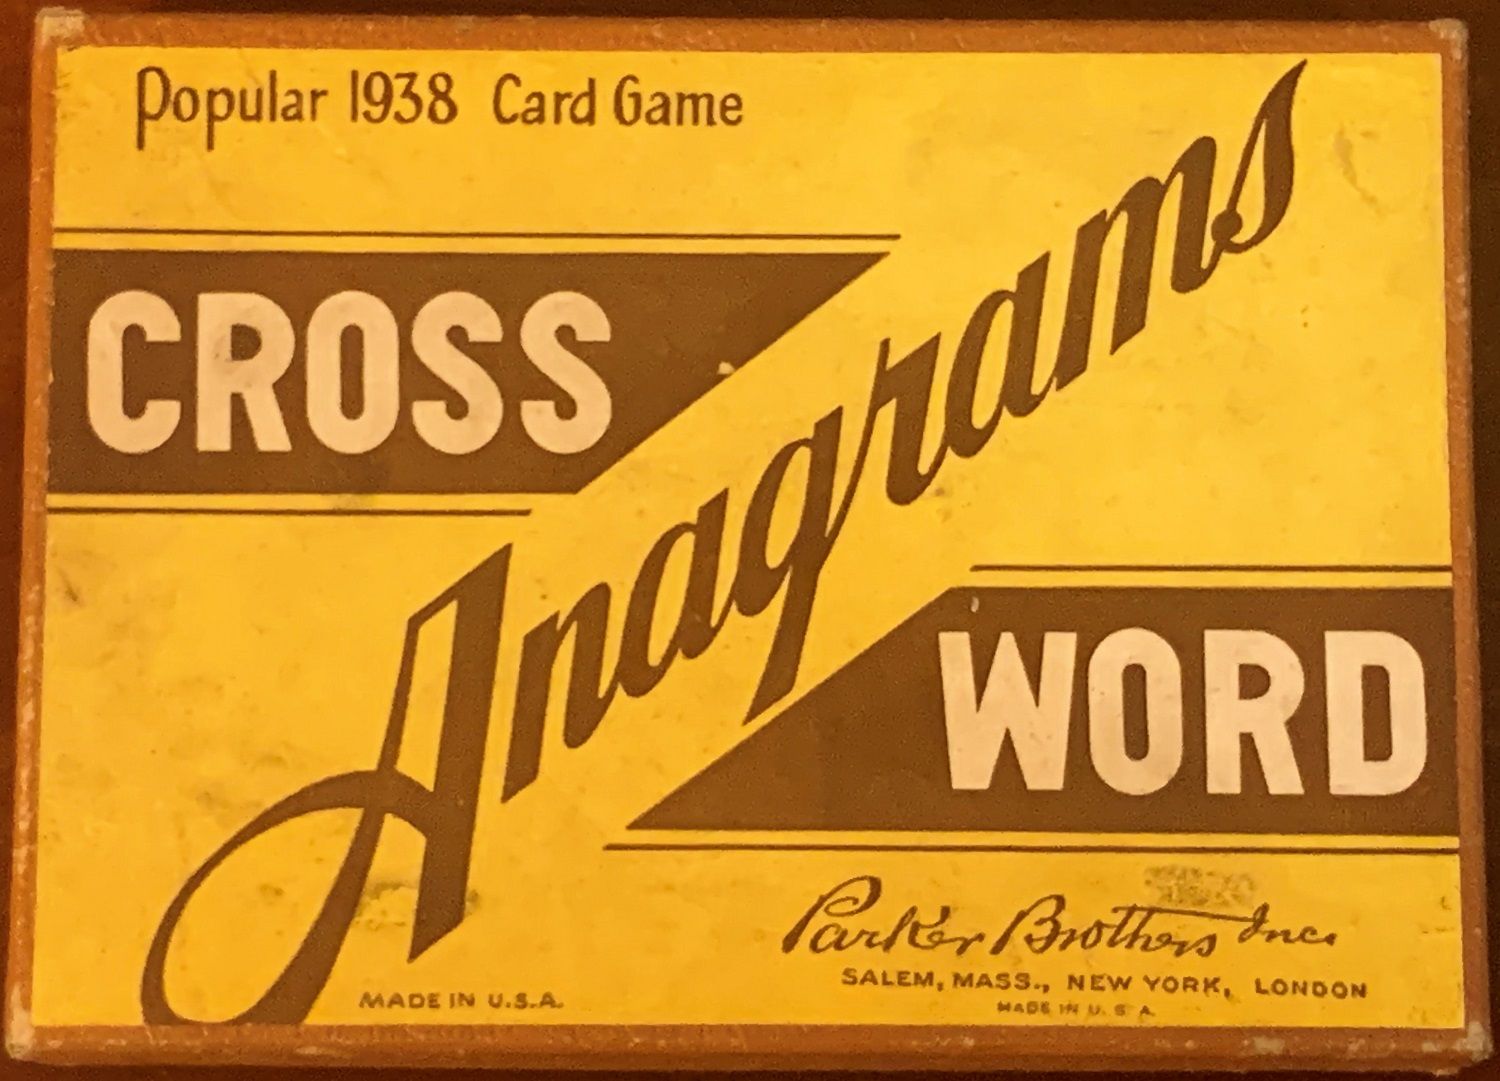 Popular 1938 Card Game
CROSS
Anagrams
WORD
Parker Brothers Inc.
SALEM, MASS., NEW YORK, LONDON
MADE IN U.S.A.
MADE IN U.S.A.